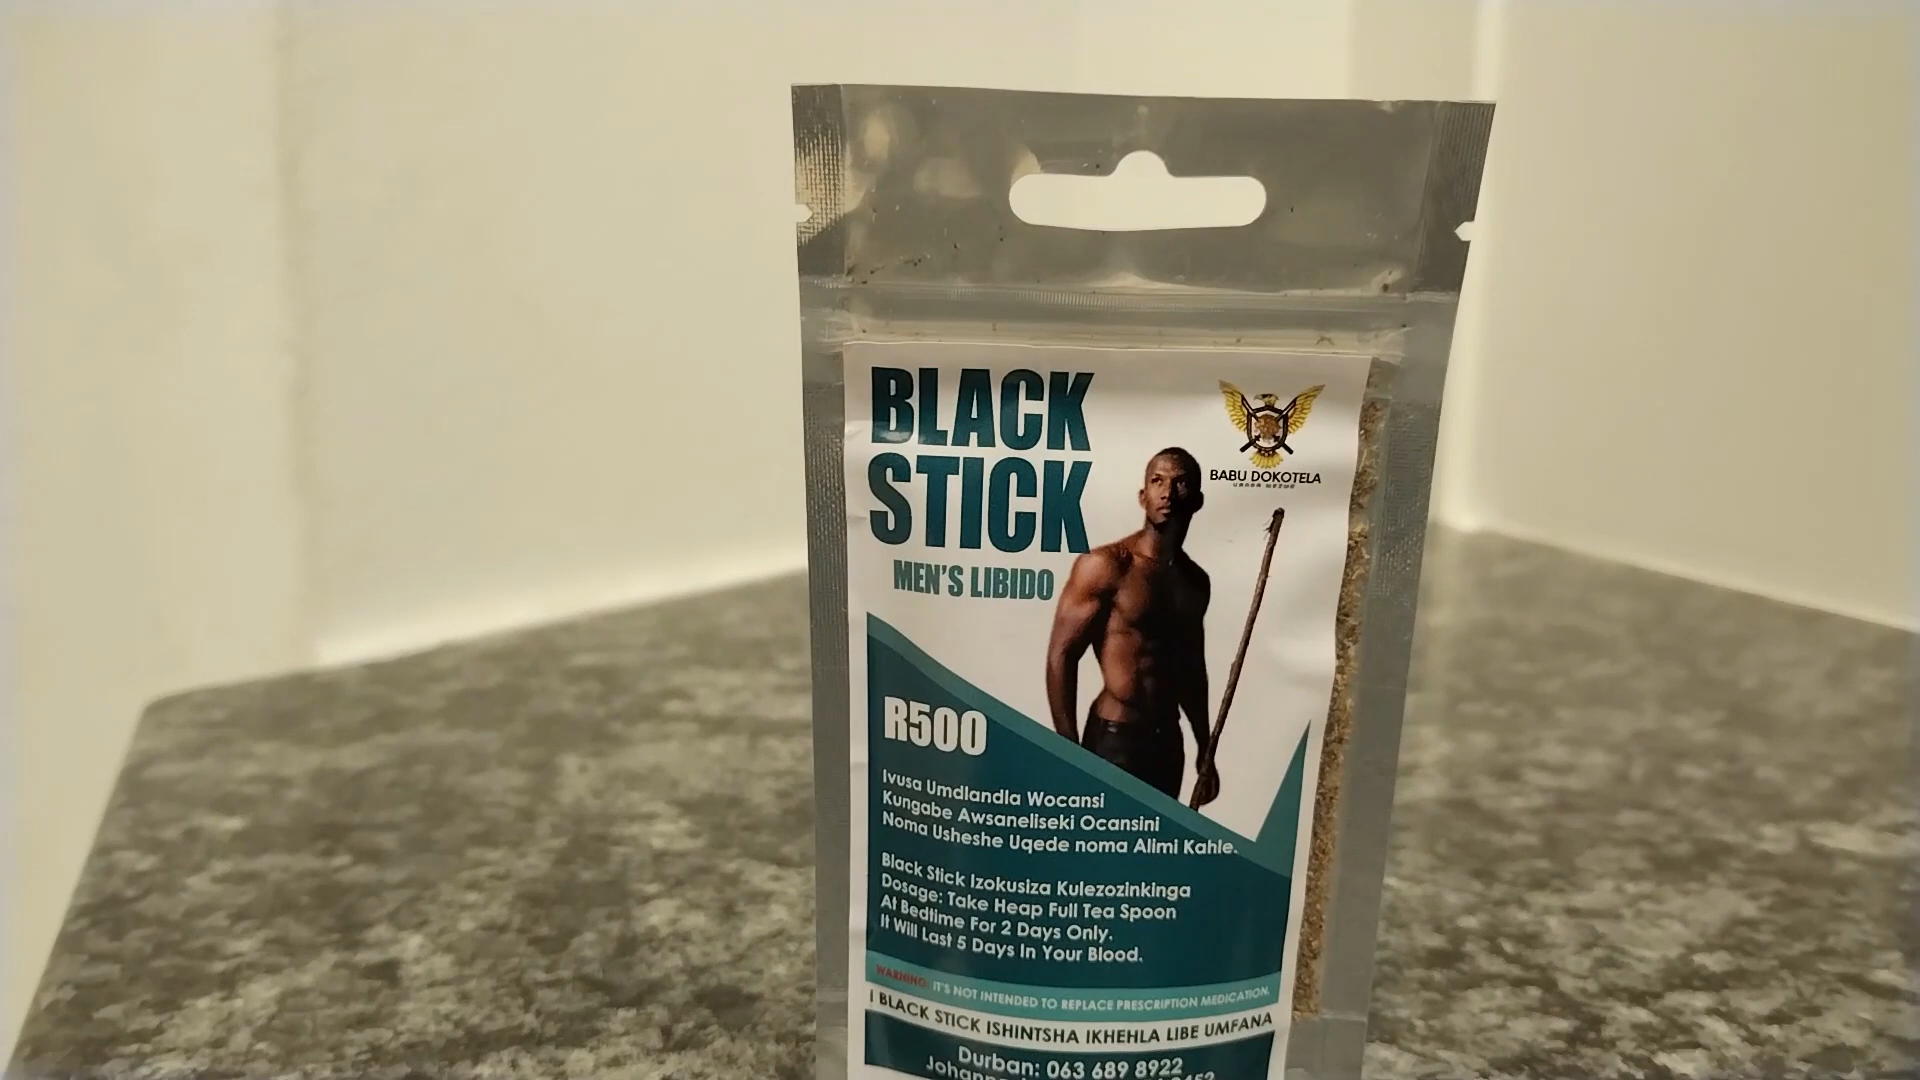 BLACK
STICK
MEN'S LIBIDO
BABU DOKOTELA
R500
Ivusa Umdlandla Wocansi
Kungabe Awsaneliseki Ocansini
Noma Usheshe Uqede noma Alimi Kahle.
Black Stick Izokusiza Kulezozinkinga
Dosage: Take Heap Full Tea Spoon
At Bedtime For 2 Days Only.
It Will Last 5 Days In Your Blood.
WARNING: IT'S NOT INTENDED TO REPLACE PRESCRIPTION MEDICATION.
I BLACK STICK ISHINTSHA IKHEHLA LIBE UMFANA
Durban: 063 689 8922